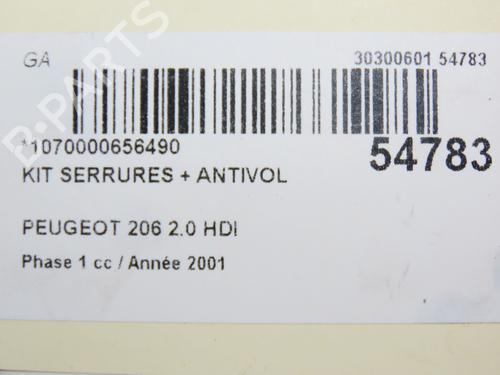 GA
30300601 54783
*1070000656490
54783
KIT SERRURES + ANTIVOL
PEUGEOT 206 2.0 HDI
Phase 1 cc / Année 2001
B-PARTS